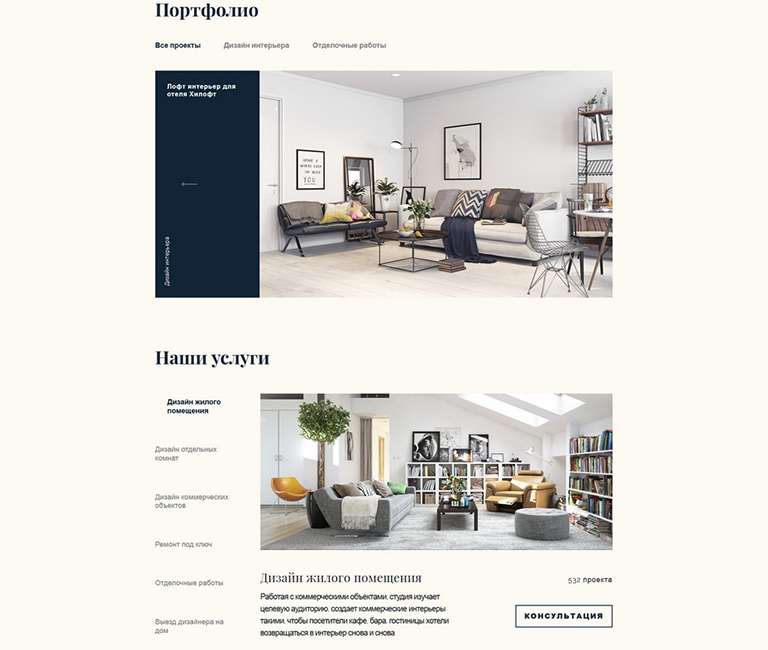 Портфолио
Все проекты
Дизайн интерьера
Отделочные работы
Лофт интерьер для
отеля Хилофт
Дизайн интерьера
YOU
Наши услуги
Дизайн жилого
помещения
Дизайн отдельных
комнат
Дизайн коммерческих
объектов
Ремонт под ключ
Отделочные работы
Выезд дизайнера на
дом
Дизайн жилого помещения
532 проекта
Работая с коммерческими объектами, студия изучает
целевую аудиторию, создает коммерческие интерьеры
такими, чтобы посетители кафе, бара, гостиницы хотели
возвращаться в интерьер снова и снова
КОНСУЛЬТАЦИЯ